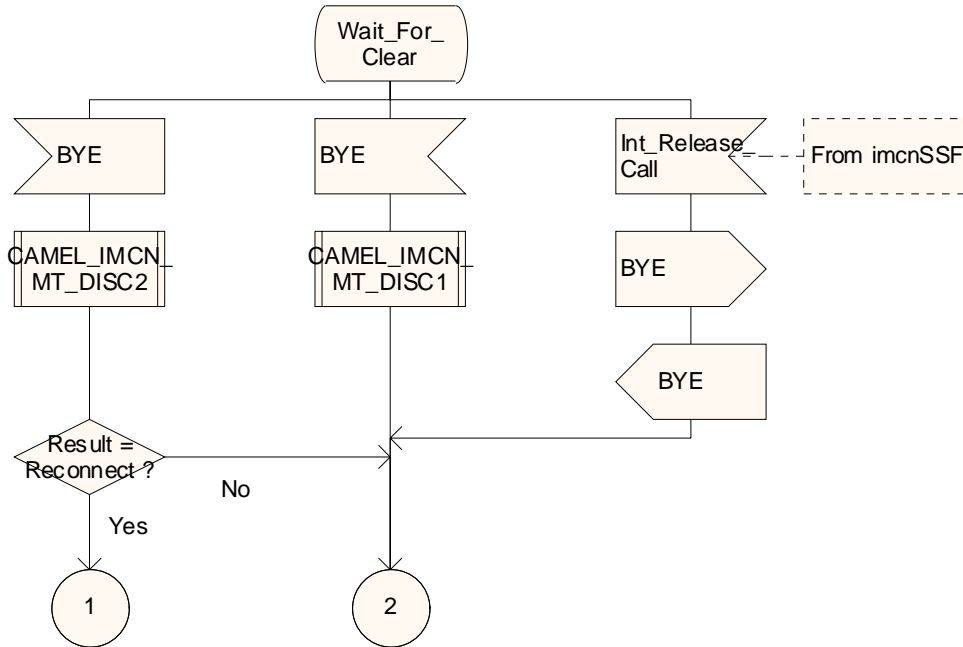 Wait_For_
Clear
BYE
BYE
Int_Release_
Call
From imcnSSF
CAMEL_IMCN_
MT_DISC2
CAMEL_IMCN_
MT_DISC1
BYE
BYE
Result =
Reconnect ?
No
Yes
1
2